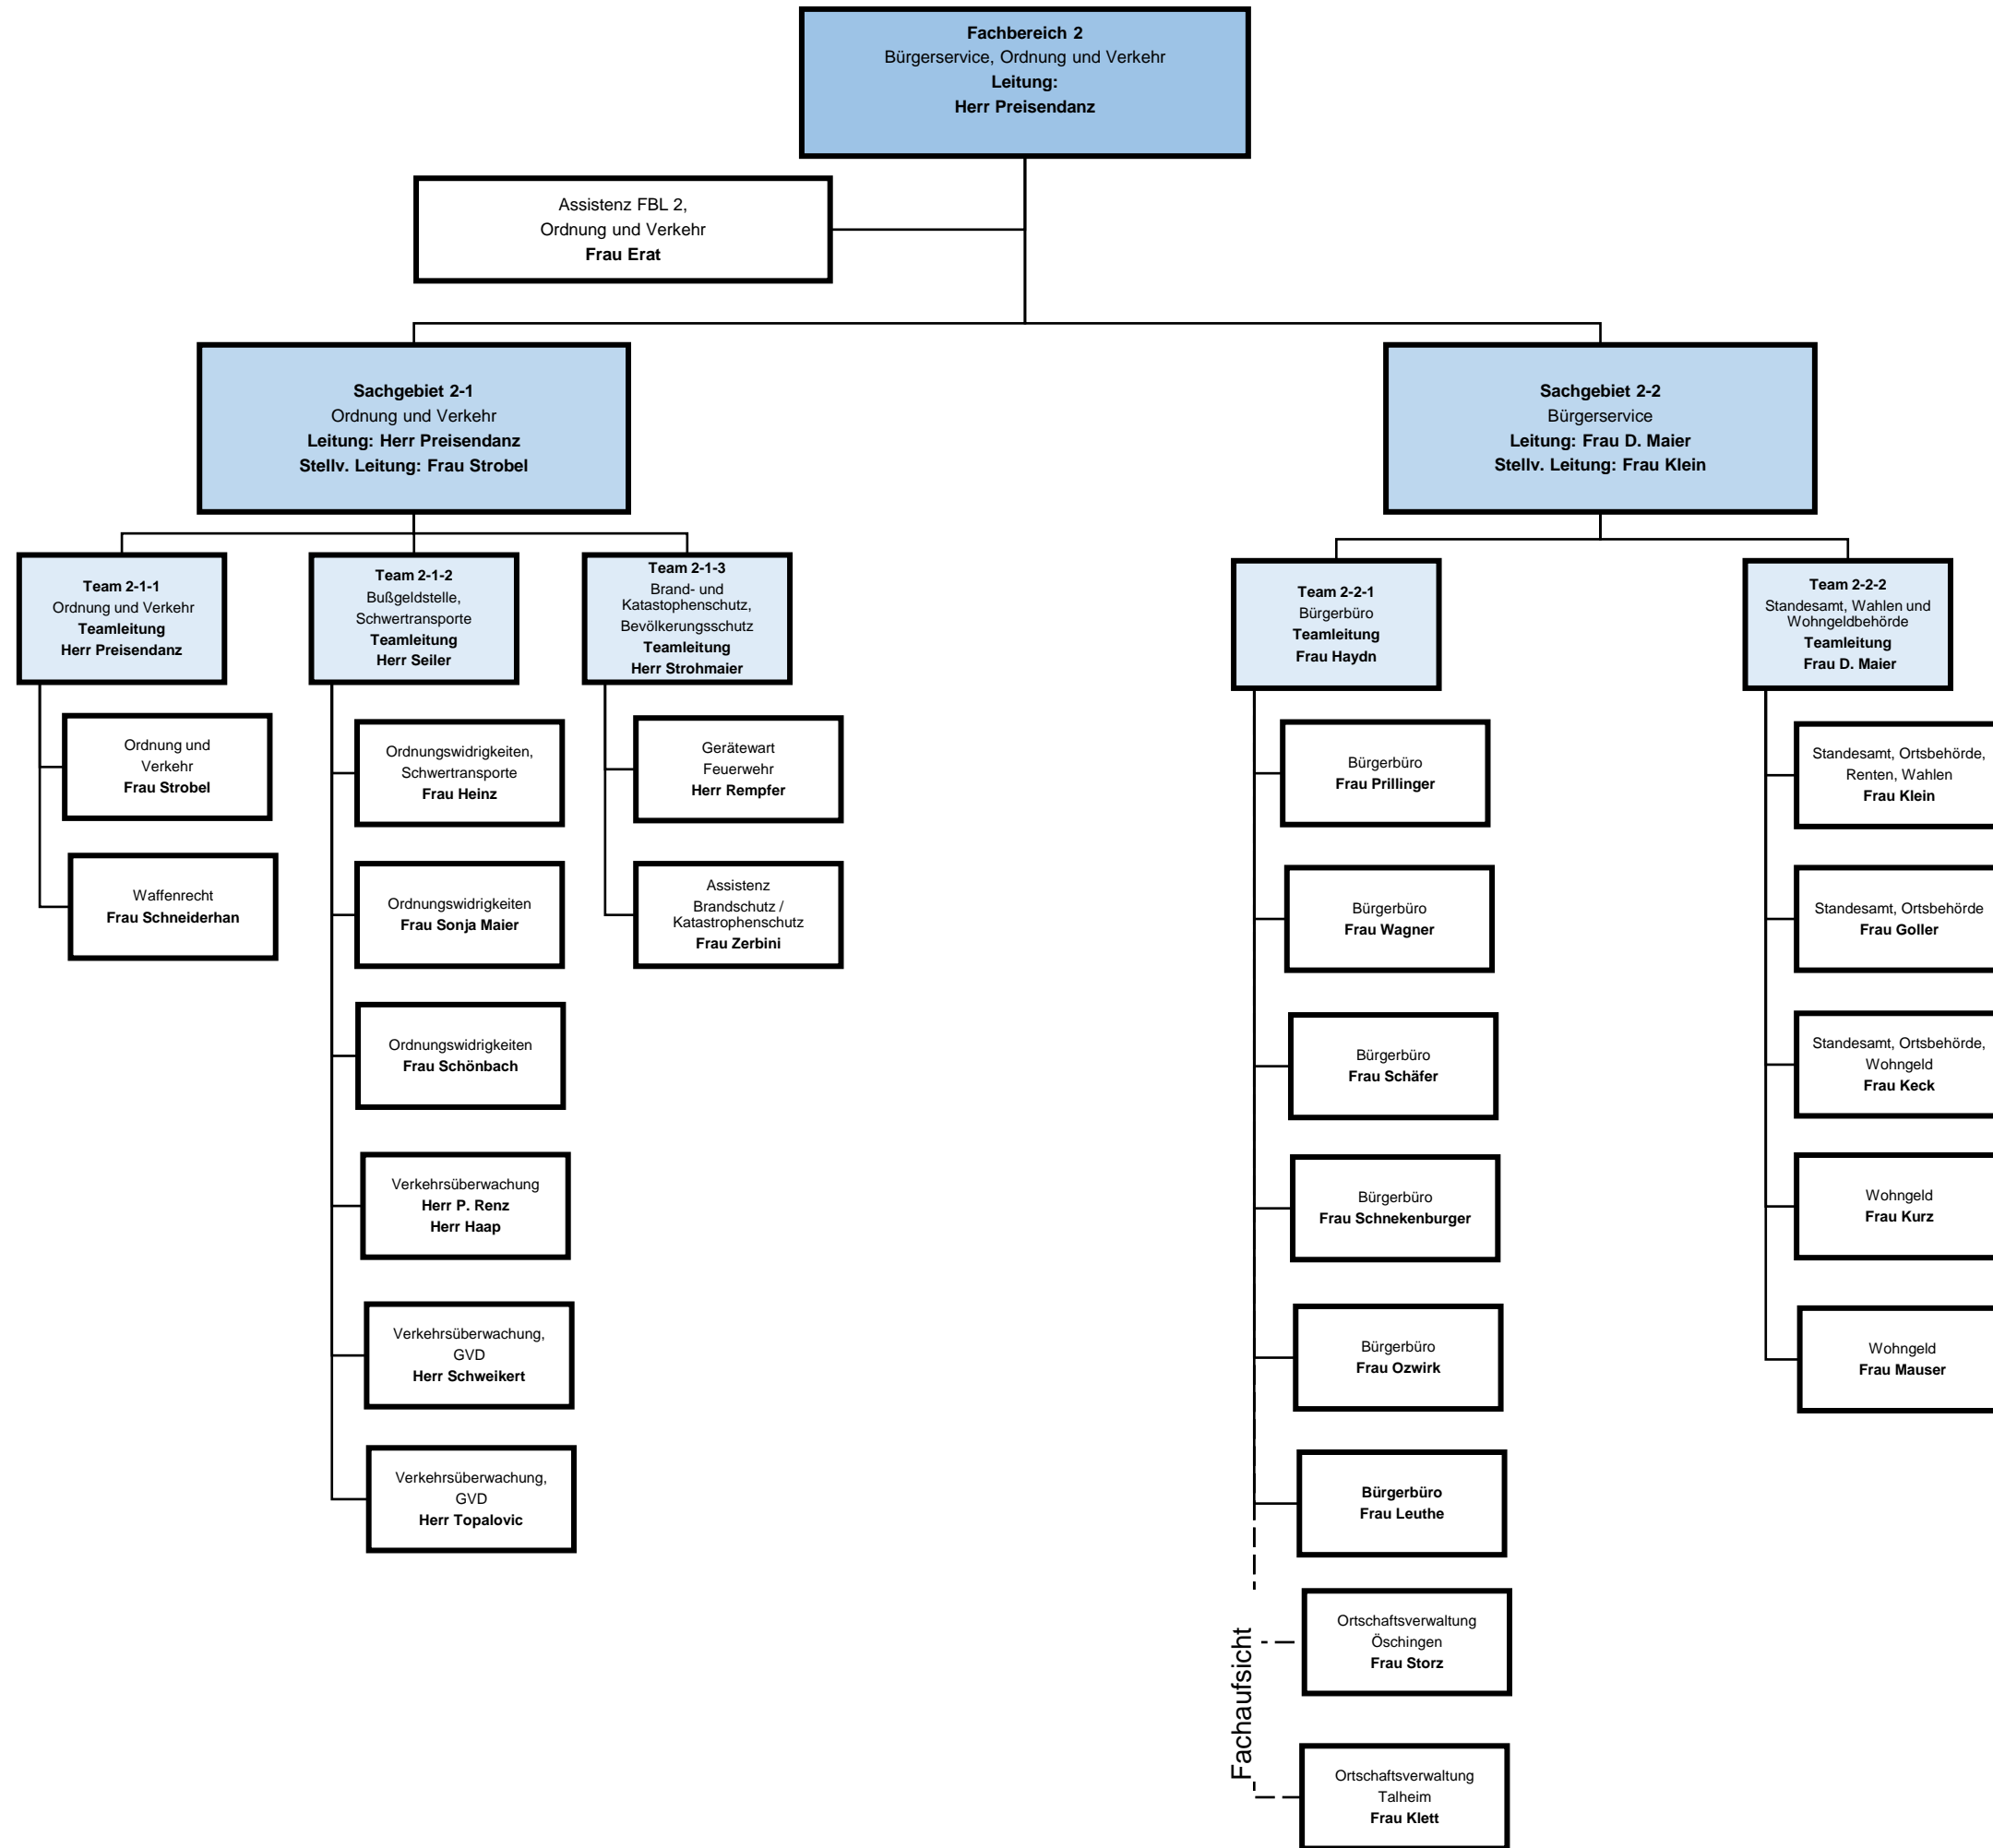 Fachbereich 2
Bürgerservice, Ordnung und Verkehr
Leitung:
Herr Preisendanz
Assistenz FBL 2,
Ordnung und Verkehr
Frau Erat
Sachgebiet 2-1
Ordnung und Verkehr
Leitung: Herr Preisendanz
Stellv. Leitung: Frau Strobel
Sachgebiet 2-2
Bürgerservice
Leitung: Frau D. Maier
Stellv. Leitung: Frau Klein
Team 2-1-1
Ordnung und Verkehr
Teamleitung
Herr Preisendanz
Ordnung und
Verkehr
Frau Strobel
Waffenrecht
Frau Schneiderhan
Team 2-1-2
Bußgeldstelle,
Schwertransporte
Teamleitung
Herr Seiler
Ordnungswidrigkeiten,
Schwertransporte
Frau Heinz
Ordnungswidrigkeiten
Frau Sonja Maier
Ordnungswidrigkeiten
Frau Schönbach
Verkehrsüberwachung
Herr P. Renz
Herr Haap
Verkehrsüberwachung,
GVD
Herr Schweikert
Verkehrsüberwachung,
GVD
Herr Topalovic
Team 2-1-3
Brand- und
Katastophenschutz,
Bevölkerungsschutz
Teamleitung
Herr Strohmaier
Gerätewart
Feuerwehr
Herr Rempfer
Assistenz
Brandschutz /
Katastrophenschutz
Frau Zerbini
Team 2-2-1
Bürgerbüro
Teamleitung
Frau Haydn
Bürgerbüro
Frau Prillinger
Bürgerbüro
Frau Wagner
Bürgerbüro
Frau Schäfer
Bürgerbüro
Frau Schnekenburger
Bürgerbüro
Frau Ozwirk
Bürgerbüro
Frau Leuthe
Fachaufsicht
Ortschaftsverwaltung
Öschingen
Frau Storz
Ortschaftsverwaltung
Talheim
Frau Klett
Team 2-2-2
Standesamt, Wahlen und
Wohngeldbehörde
Teamleitung
Frau D. Maier
Standesamt, Ortsbehörde,
Renten, Wahlen
Frau Klein
Standesamt, Ortsbehörde
Frau Goller
Standesamt, Ortsbehörde,
Wohngeld
Frau Keck
Wohngeld
Frau Kurz
Wohngeld
Frau Mauser